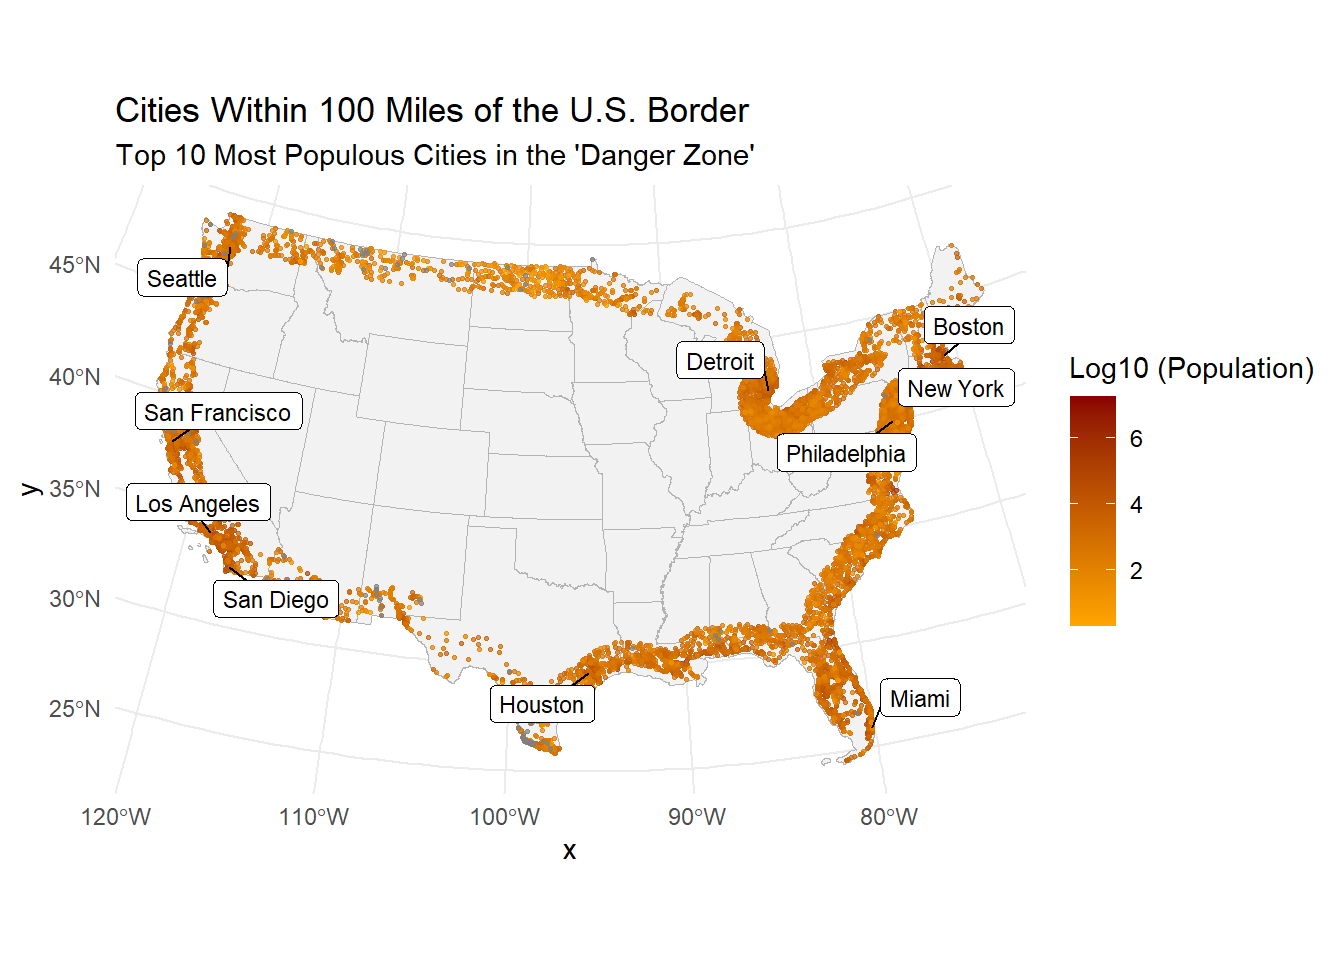 Cities Within 100 Miles of the U.S. Border
Top 10 Most Populous Cities in the 'Danger Zone'
45°N
40°N
35°N
30°N
25°N
y
Seattle
San Francisco
Los Angeles
San Diego
Houston
Detroit
Boston
New York
Philadelphia
Miami
120°W
110°W
100°W
90°W
80°W
x
Log10 (Population)
6
4
2